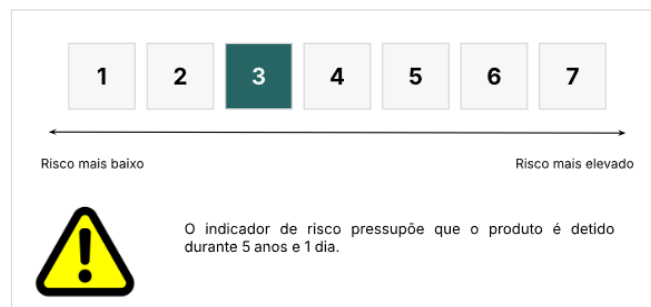 1 2 3 4 5 6 7
Risco mais baixo Risco mais elevado
O indicador de risco pressupõe que o produto é detido
durante 5 anos e 1 dia.